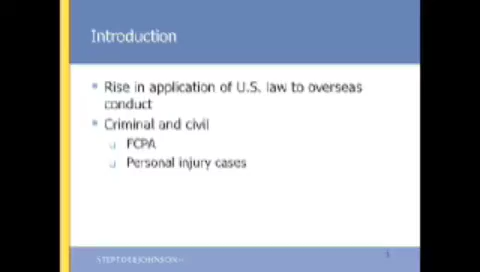 Introduction
Rise in application of U.S. law to overseas
conduct
Criminal and civil
FCPA
Personal injury cases
STEPTOE & JOHNSON